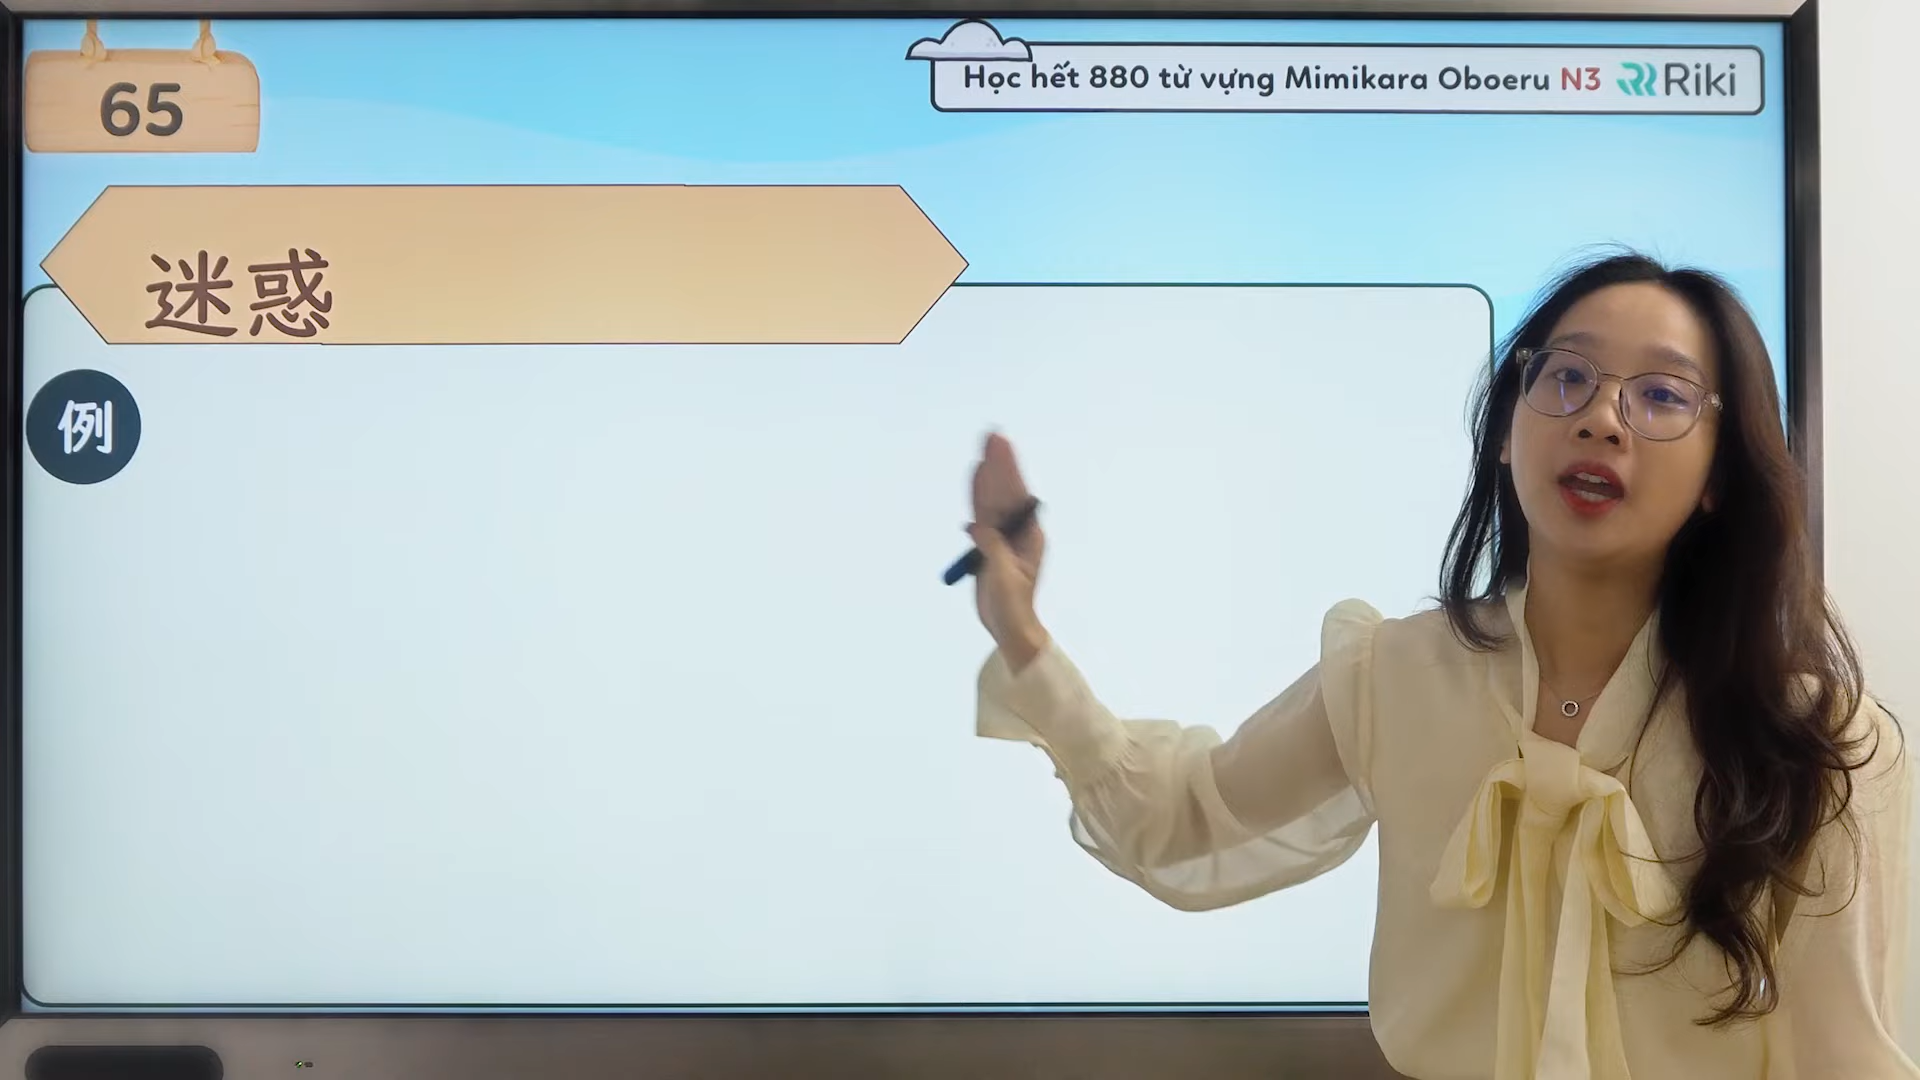 65
Học hết 880 từ vựng Mimikara Oboeru N3 Riki
迷惑
例